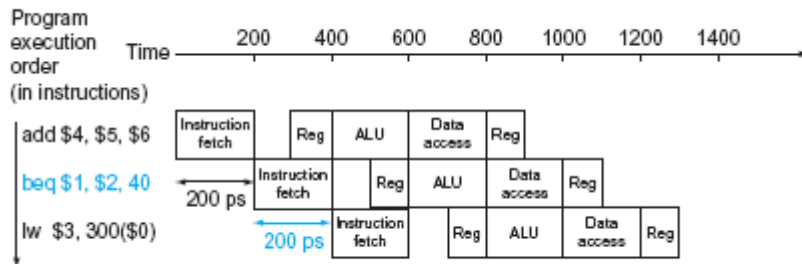 Program
execution
order
(in instructions)
Time
200 400 600 800 1000 1200 1400
add $4, $5, $6
Instruction
fetch
Reg
ALU
Data
access
Reg
beq $1, $2, 40
200 ps
Instruction
fetch
Reg
ALU
Data
access
Reg
lw $3, 300($0)
200 ps
Instruction
fetch
Reg
ALU
Data
access
Reg